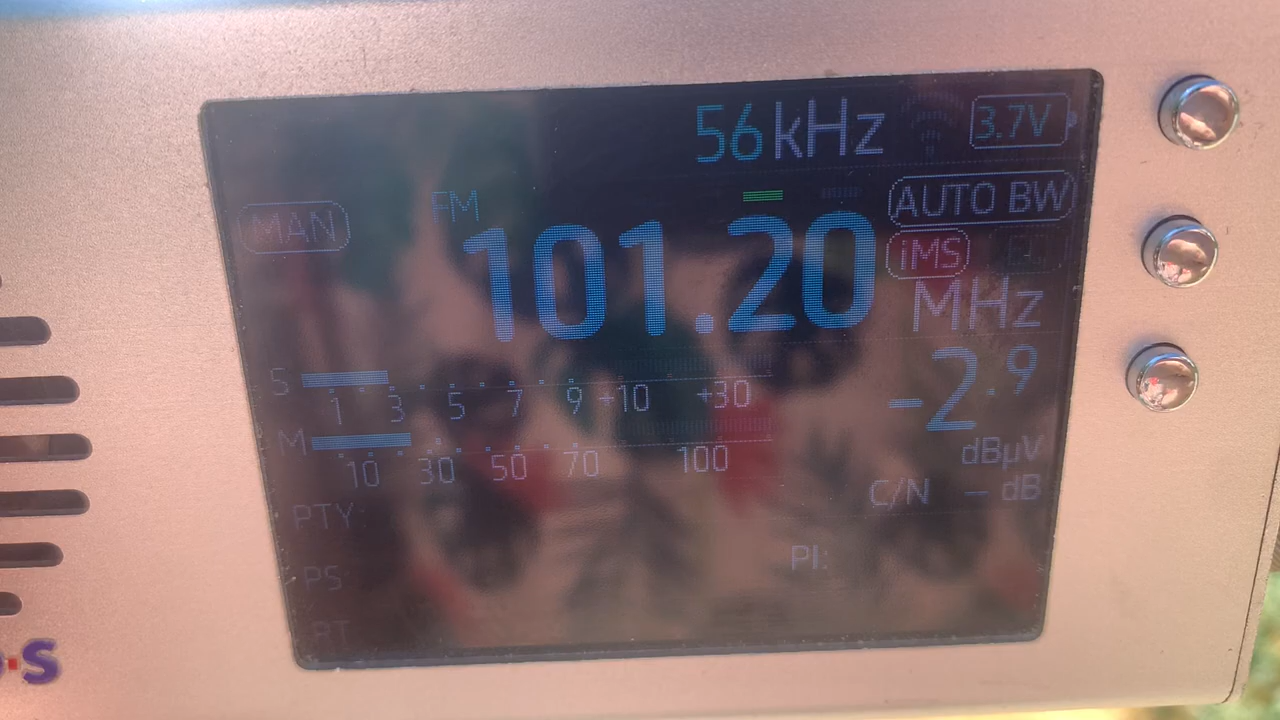 56kHz 3.7V
FM AUTO BW
MAN 101.20 iMS EQ
MHz
S 1 3 5 7 9 +10 +30 -2.9
M 10 30 50 70 100 dBµV
C/N - dB
PTY
PI:
PS:
RT
S